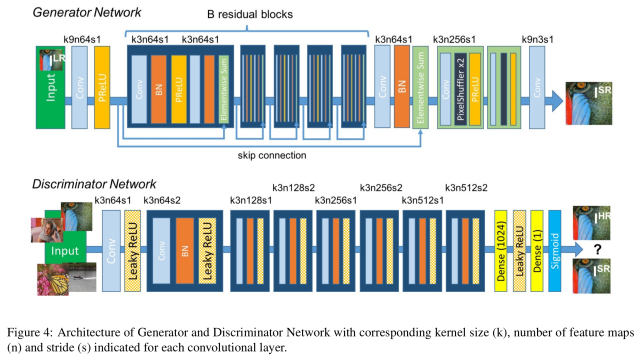 Generator Network
B residual blocks
k9n64s1
k3n64s1
k3n64s1
k3n64s1
k3n256s1
k9n3s1
I LR
Input
Conv
PReLU
Conv
BN
PReLU
Elementwise Sum
Conv
BN
Elementwise Sum
Conv
PixelShuffler x2
PReLU
Conv
I SR
skip connection
Discriminator Network
k3n64s1
k3n64s2
k3n128s1
k3n128s2
k3n256s1
k3n256s2
k3n512s1
k3n512s2
Input
Conv
Leaky ReLU
Conv
BN
Leaky ReLU
Dense (1024)
Leaky ReLU
Dense (1)
Sigmoid
I HR
?
I SR
Figure 4: Architecture of Generator and Discriminator Network with corresponding kernel size (k), number of feature maps
(n) and stride (s) indicated for each convolutional layer.